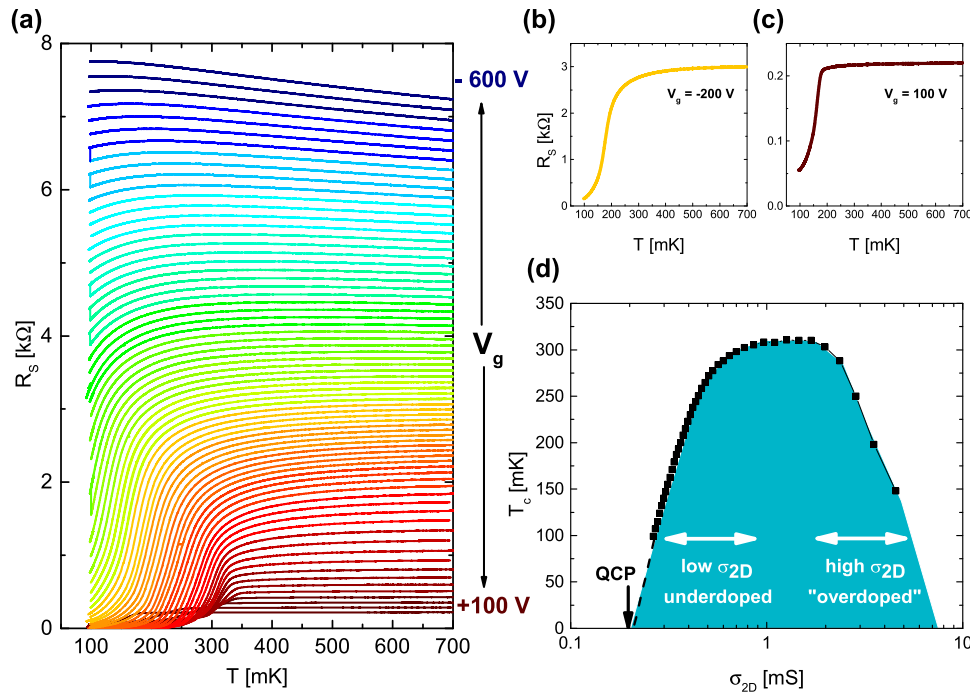 (a)
8
6
4
2
0
R_S [kΩ]
100 200 300 400 500 600 700
T [mK]
- 600 V
V_g
+100 V
(b)
3
2
1
0
R_S [kΩ]
V_g = -200 V
100 200 300 400 500 600 700
T [mK]
(c)
0.2
0.1
0.0
V_g = 100 V
100 200 300 400 500 600 700
T [mK]
(d)
350
300
250
200
150
100
50
0
T_c [mK]
QCP
low σ_2D
underdoped
high σ_2D
"overdoped"
0.1 1 10
σ_2D [mS]